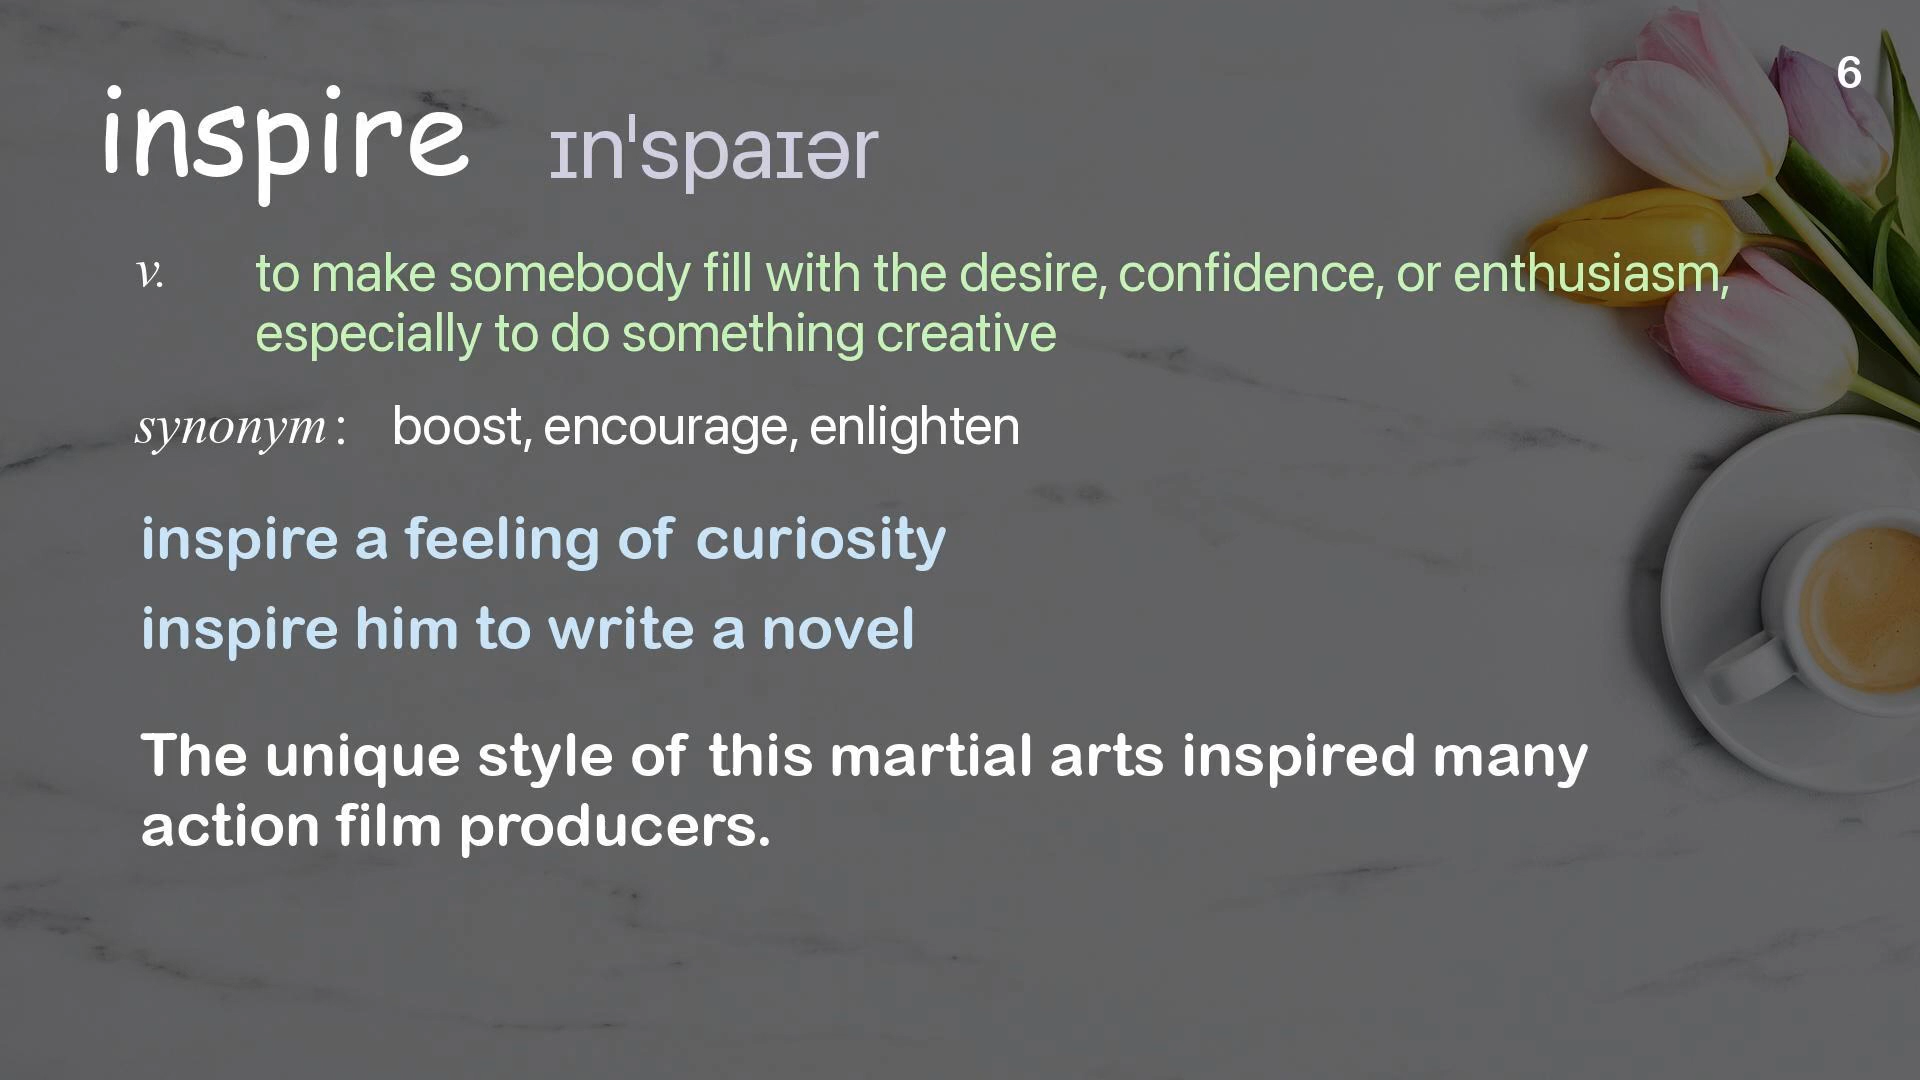 6
inspire ɪnˈspaɪər
v. to make somebody fill with the desire, confidence, or enthusiasm,
especially to do something creative
synonym: boost, encourage, enlighten
inspire a feeling of curiosity
inspire him to write a novel
The unique style of this martial arts inspired many
action film producers.